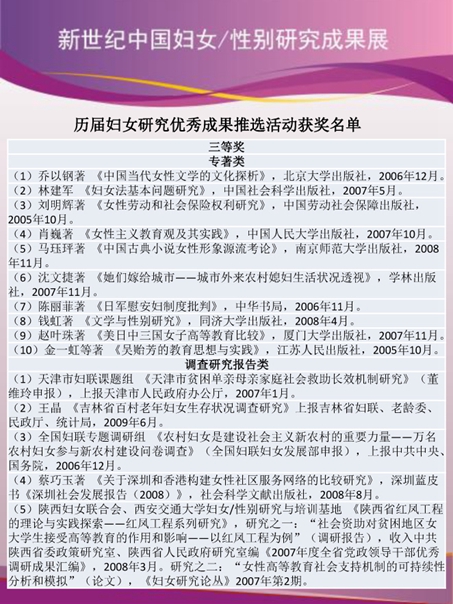 新世纪中国妇女/性别研究成果展
历届妇女研究优秀成果推选活动获奖名单
三等奖
专著类
（1）乔以钢著 《中国当代女性文学的文化探析》，北京大学出版社，2006年12月。
（2）林建军 《妇女法基本问题研究》，中国社会科学出版社，2007年5月。
（3）刘明辉著 《女性劳动和社会保险权利研究》，中国劳动社会保障出版社，
2005年10月。
（4）肖巍著 《女性主义教育观及其实践》，中国人民大学出版社，2007年10月。
（5）马珏玶著 《中国古典小说女性形象源流考论》，南京师范大学出版社，2008
年11月。
（6）沈文捷著 《她们嫁给城市——城市外来农村媳妇生活状况透视》，学林出版
社，2007年11月。
（7）陈丽菲著 《日军慰安妇制度批判》，中华书局，2006年11月。
（8）钱虹著 《文学与性别研究》，同济大学出版社，2008年4月。
（9）赵叶珠著 《美日中三国女子高等教育比较》，厦门大学出版社，2007年11月。
（10）金一虹等著 《吴贻芳的教育思想与实践》，江苏人民出版社，2005年10月。
调查研究报告类
（1）天津市妇联课题组 《天津市贫困单亲母亲家庭社会救助长效机制研究》（董
维玲申报），上报天津市人民政府办公厅，2007年1月。
（2）王晶 《吉林省百村老年妇女生存状况调查研究》上报吉林省妇联、老龄委、
民政厅、统计局，2009年6月。
（3）全国妇联专题调研组 《农村妇女是建设社会主义新农村的重要力量——万名
农村妇女参与新农村建设问卷调查》（全国妇联妇女发展部申报），上报中共中央、
国务院，2006年12月。
（4）蔡巧玉著 《关于深圳和香港构建女性社区服务网络的比较研究》，深圳蓝皮
书《深圳社会发展报告（2008）》，社会科学文献出版社，2008年8月。
（5）陕西妇女联合会、西安交通大学妇女/性别研究与培训基地 《陕西省红凤工程
的理论与实践探索——红凤工程系列研究》，研究之一：“社会资助对贫困地区女
大学生接受高等教育的作用和影响——以红凤工程为例”（调研报告），收入中共
陕西省委政策研究室、陕西省人民政府研究室编《2007年度全省党政领导干部优秀
调研成果汇编》，2008年3月。研究之二：“女性高等教育社会支持机制的可持续性
分析和模拟”（论文），《妇女研究论丛》2007年第2期。